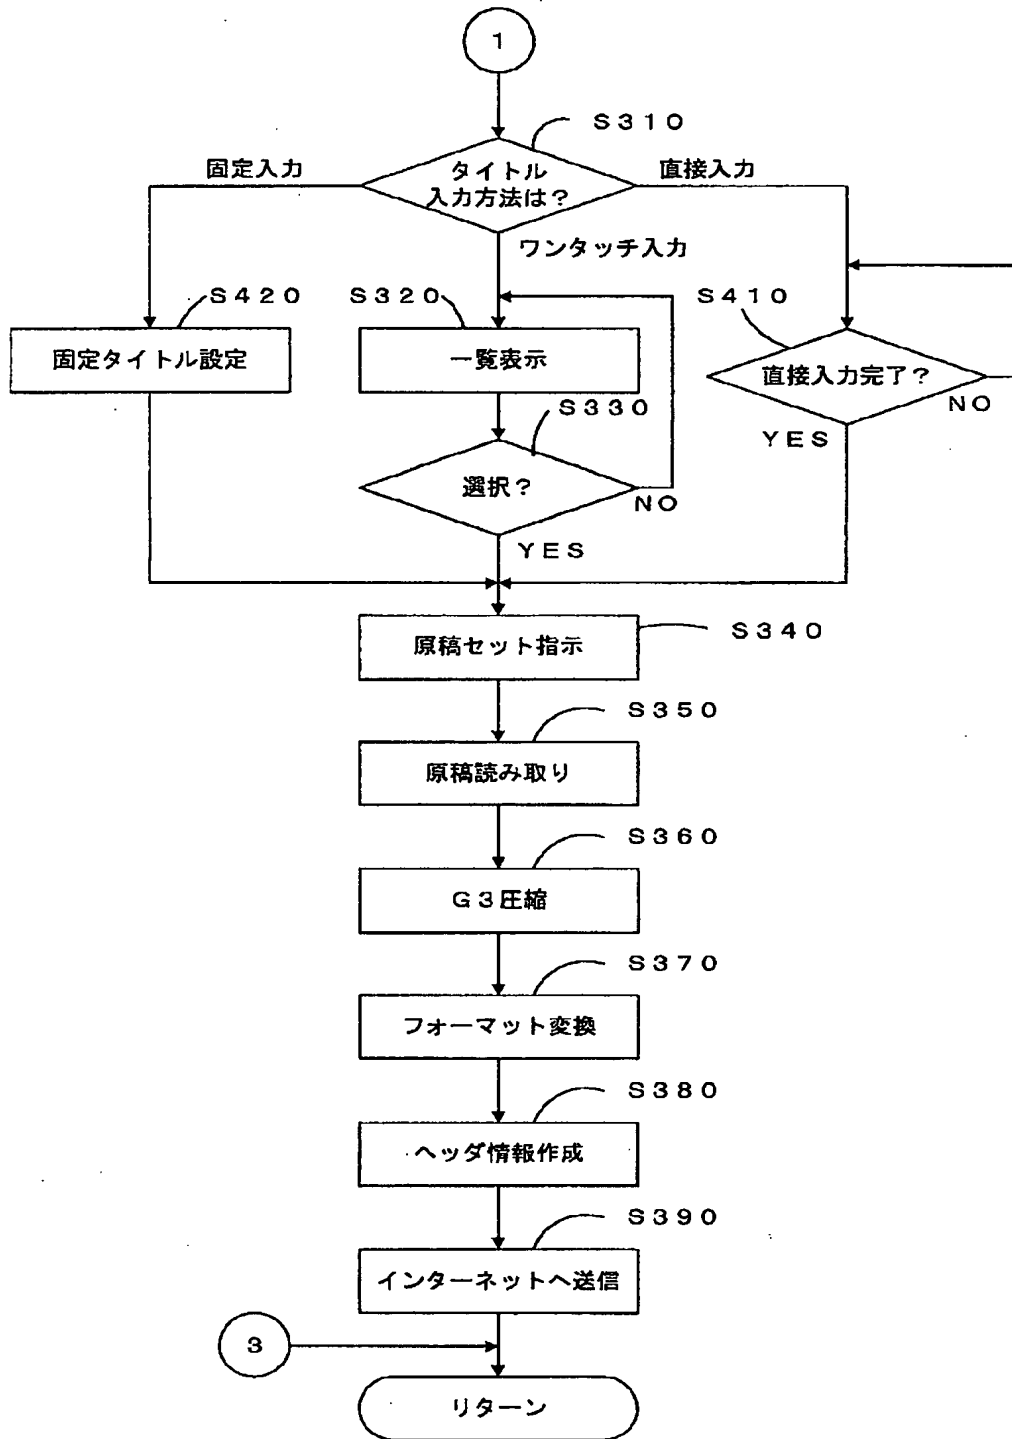 1
S310
固定入力
タイトル
入力方法は?
直接入力
ワンタッチ入力
S420
S320
S410
固定タイトル設定
一覧表示
直接入力完了?
S330
NO
YES
選択?
NO
YES
原稿セット指示
S340
S350
原稿読み取り
S360
G3圧縮
S370
フォーマット変換
S380
ヘッダ情報作成
S390
インターネットへ送信
3
リターン